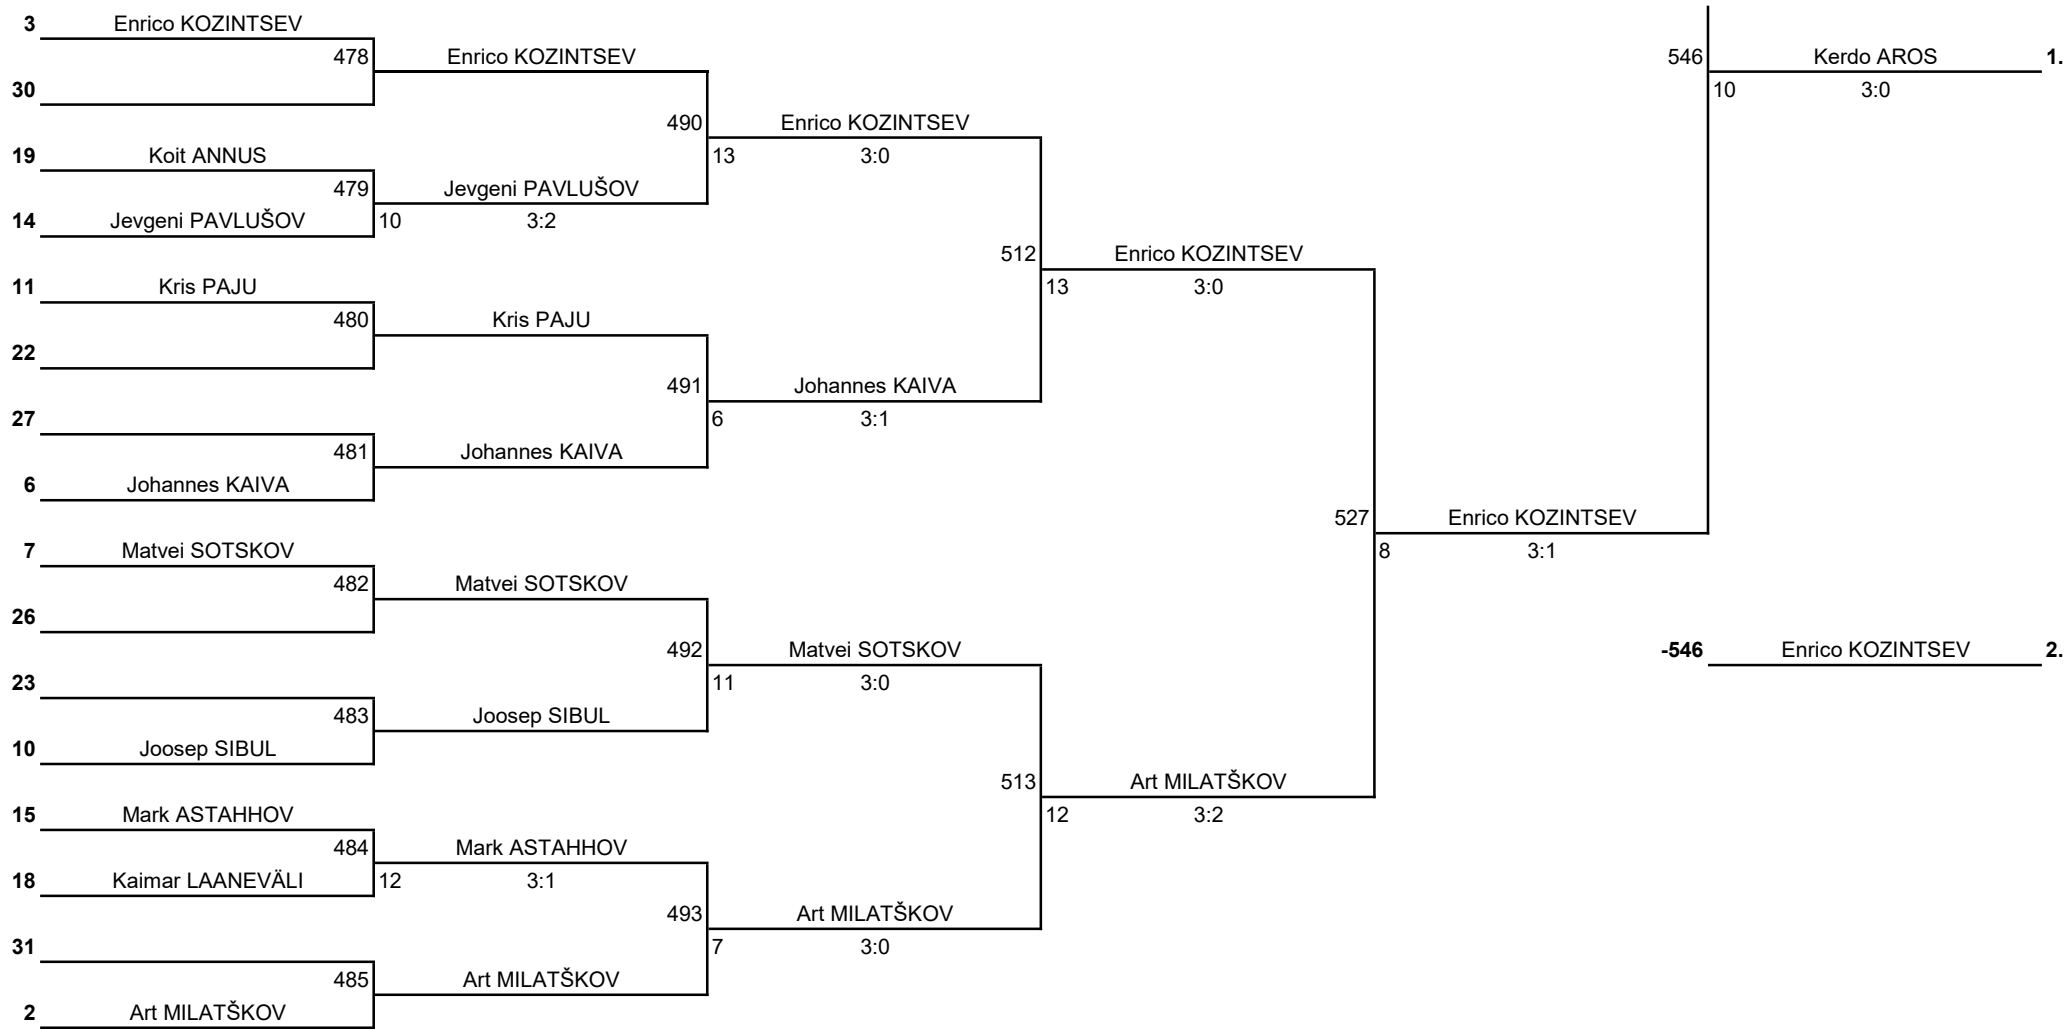 3 Enrico KOZINTSEV
478 Enrico KOZINTSEV 546 Kerdo AROS 1.
30 10 3:0
490 Enrico KOZINTSEV
19 Koit ANNUS 13 3:0
479 Jevgeni PAVLUŠOV
14 Jevgeni PAVLUŠOV 10 3:2
512 Enrico KOZINTSEV
11 Kris PAJU 13 3:0
480 Kris PAJU
22
491 Johannes KAIVA
27 6 3:1
481 Johannes KAIVA
6 Johannes KAIVA
527 Enrico KOZINTSEV
7 Matvei SOTSKOV 8 3:1
482 Matvei SOTSKOV
26
492 Matvei SOTSKOV -546 Enrico KOZINTSEV 2.
23 11 3:0
483 Joosep SIBUL
10 Joosep SIBUL
513 Art MILATŠKOV
15 Mark ASTAHHOV 12 3:2
484 Mark ASTAHHOV
18 Kaimar LAANEVÄLI 12 3:1
493 Art MILATŠKOV
31 7 3:0
485 Art MILATŠKOV
2 Art MILATŠKOV